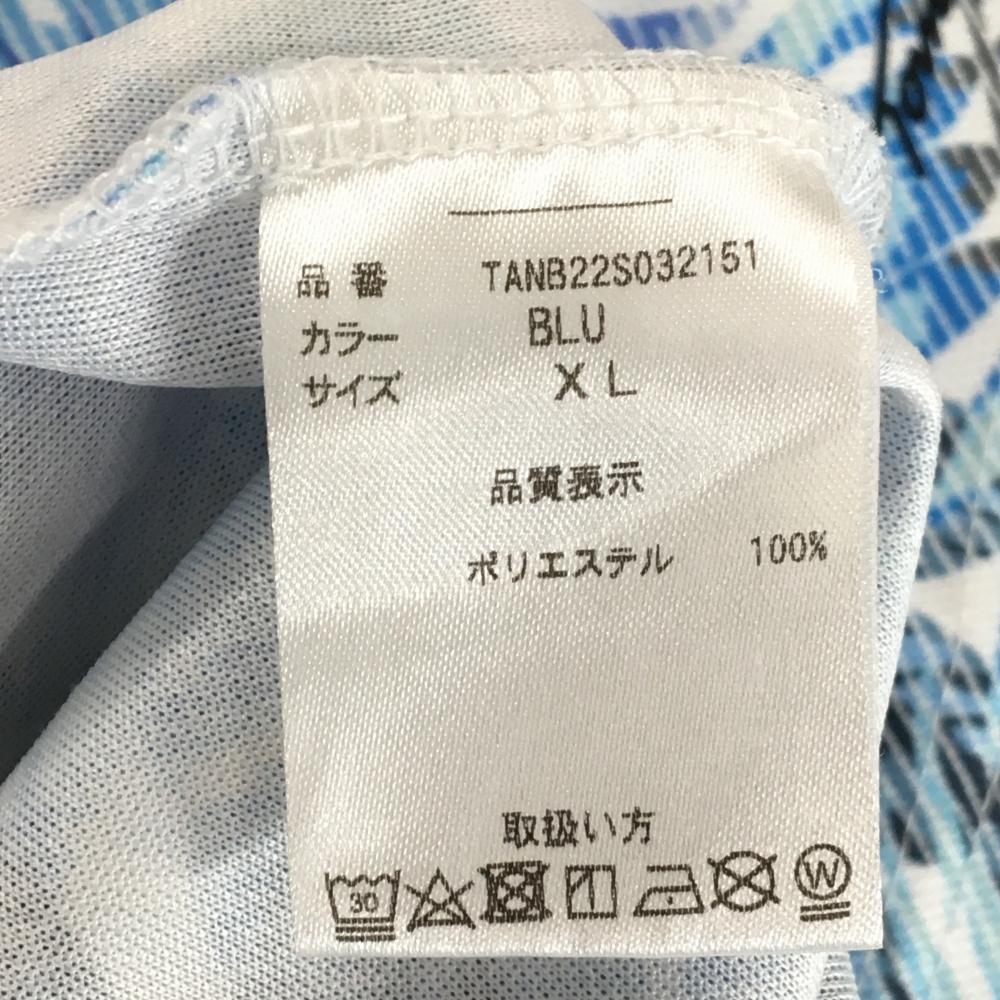 品番 TANB22S032151
カラー BLU
サイズ XL
品質表示
ポリエステル 100%
取扱い方
30 W